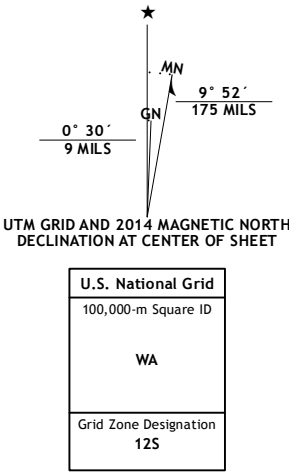 ★
MN
GN
9° 52´
175 MILS
0° 30´
9 MILS
UTM GRID AND 2014 MAGNETIC NORTH
DECLINATION AT CENTER OF SHEET
U.S. National Grid
100,000-m Square ID
WA
Grid Zone Designation
12S